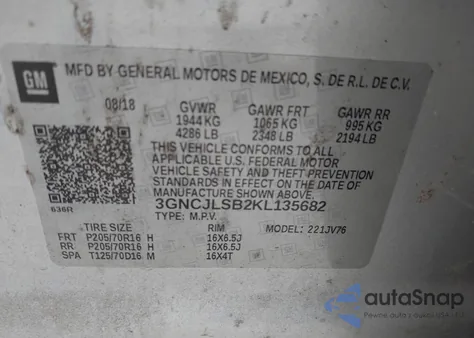 GM
MFD BY GENERAL MOTORS DE MEXICO, S. DE R.L. DE C.V.
08/18 GVWR GAWR FRT GAWR RR
1944 KG 1065 KG 995 KG
4286 LB 2348 LB 2194 LB
THIS VEHICLE CONFORMS TO ALL
APPLICABLE U.S. FEDERAL MOTOR
VEHICLE SAFETY AND THEFT
PREVENTION STANDARDS IN
EFFECT ON THE DATE OF
MANUFACTURE SHOWN ABOVE.
636R 3GNCJLSB2KL135682
TYPE: M.P.V. MODEL: 221JV76
TIRE SIZE RIM
FRT P205/70R16 H 16X6.5J
RR P205/70R16 H 16X6.5J
SPA T125/70D16 M 16X4T
autoSnap
Pewne auto z